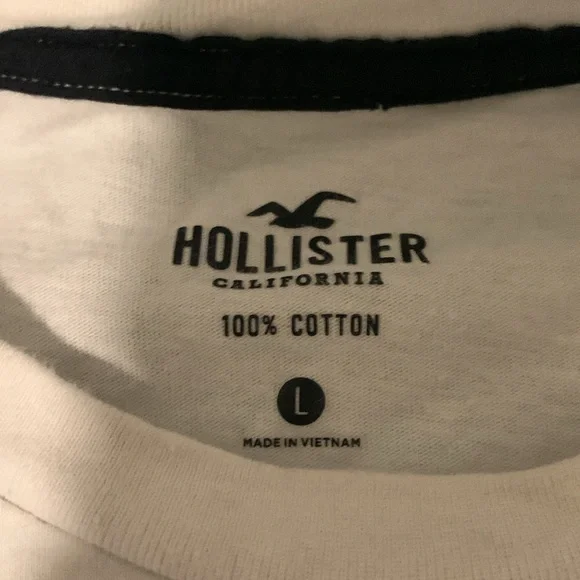 HOLLISTER
CALIFORNIA
100% COTTON
L
MADE IN VIETNAM